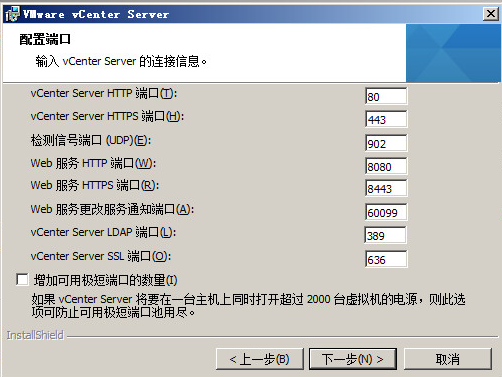 VMware vCenter Server
配置端口
输入 vCenter Server 的连接信息。
vCenter Server HTTP 端口(T): 80
vCenter Server HTTPS 端口(H): 443
检测信号端口 (UDP)(E): 902
Web 服务 HTTP 端口(W): 8080
Web 服务 HTTPS 端口(R): 8443
Web 服务更改服务通知端口(A): 60099
vCenter Server LDAP 端口(L): 389
vCenter Server SSL 端口(O): 636
增加可用极短端口的数量(I)
如果 vCenter Server 将要在一台主机上同时打开超过 2000 台虚拟机的电源，则此选
项可防止可用极短端口池用尽。
InstallShield
< 上一步(B) 下一步(N) > 取消